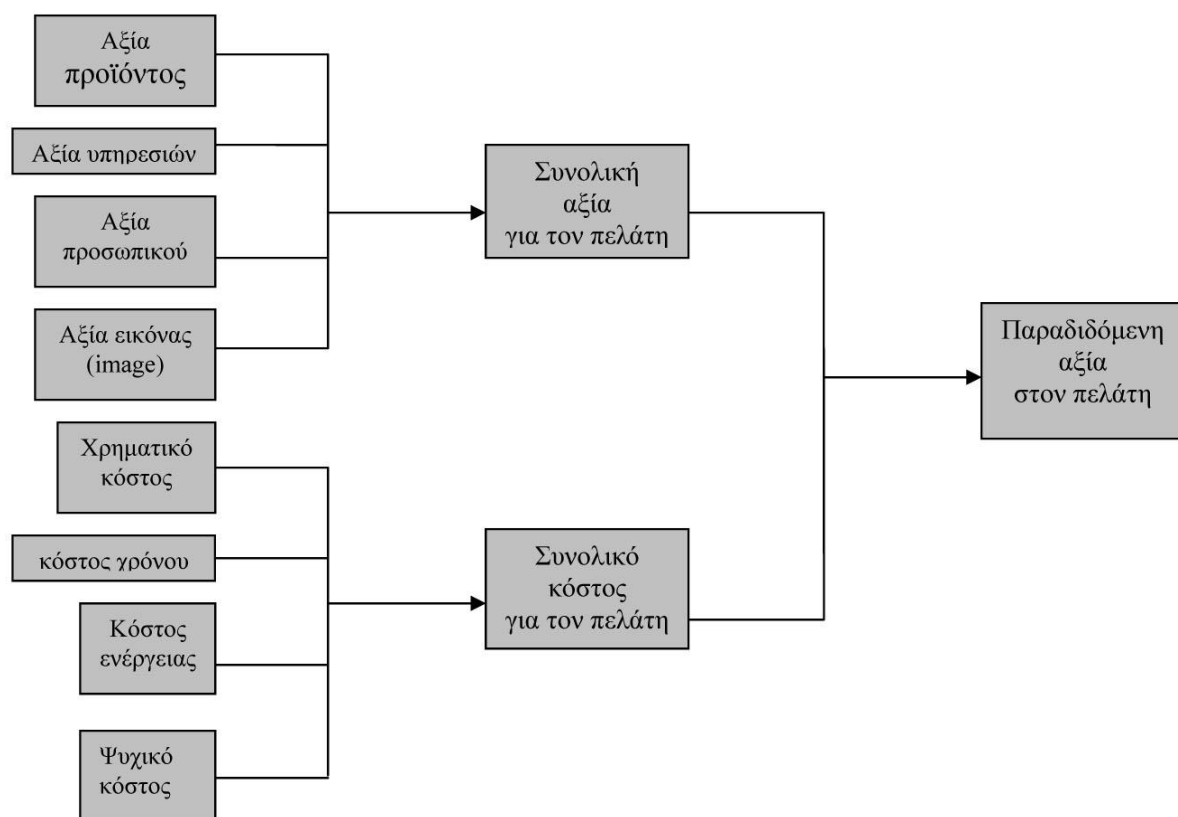 Αξία
προϊόντος
Αξία υπηρεσιών
Αξία
προσωπικού
Αξία εικόνας
(image)
Χρηματικό
κόστος
κόστος χρόνου
Κόστος
ενέργειας
Ψυχικό
κόστος
Συνολική
αξία
για τον πελάτη
Συνολικό
κόστος
για τον πελάτη
Παραδιδόμενη
αξία
στον πελάτη